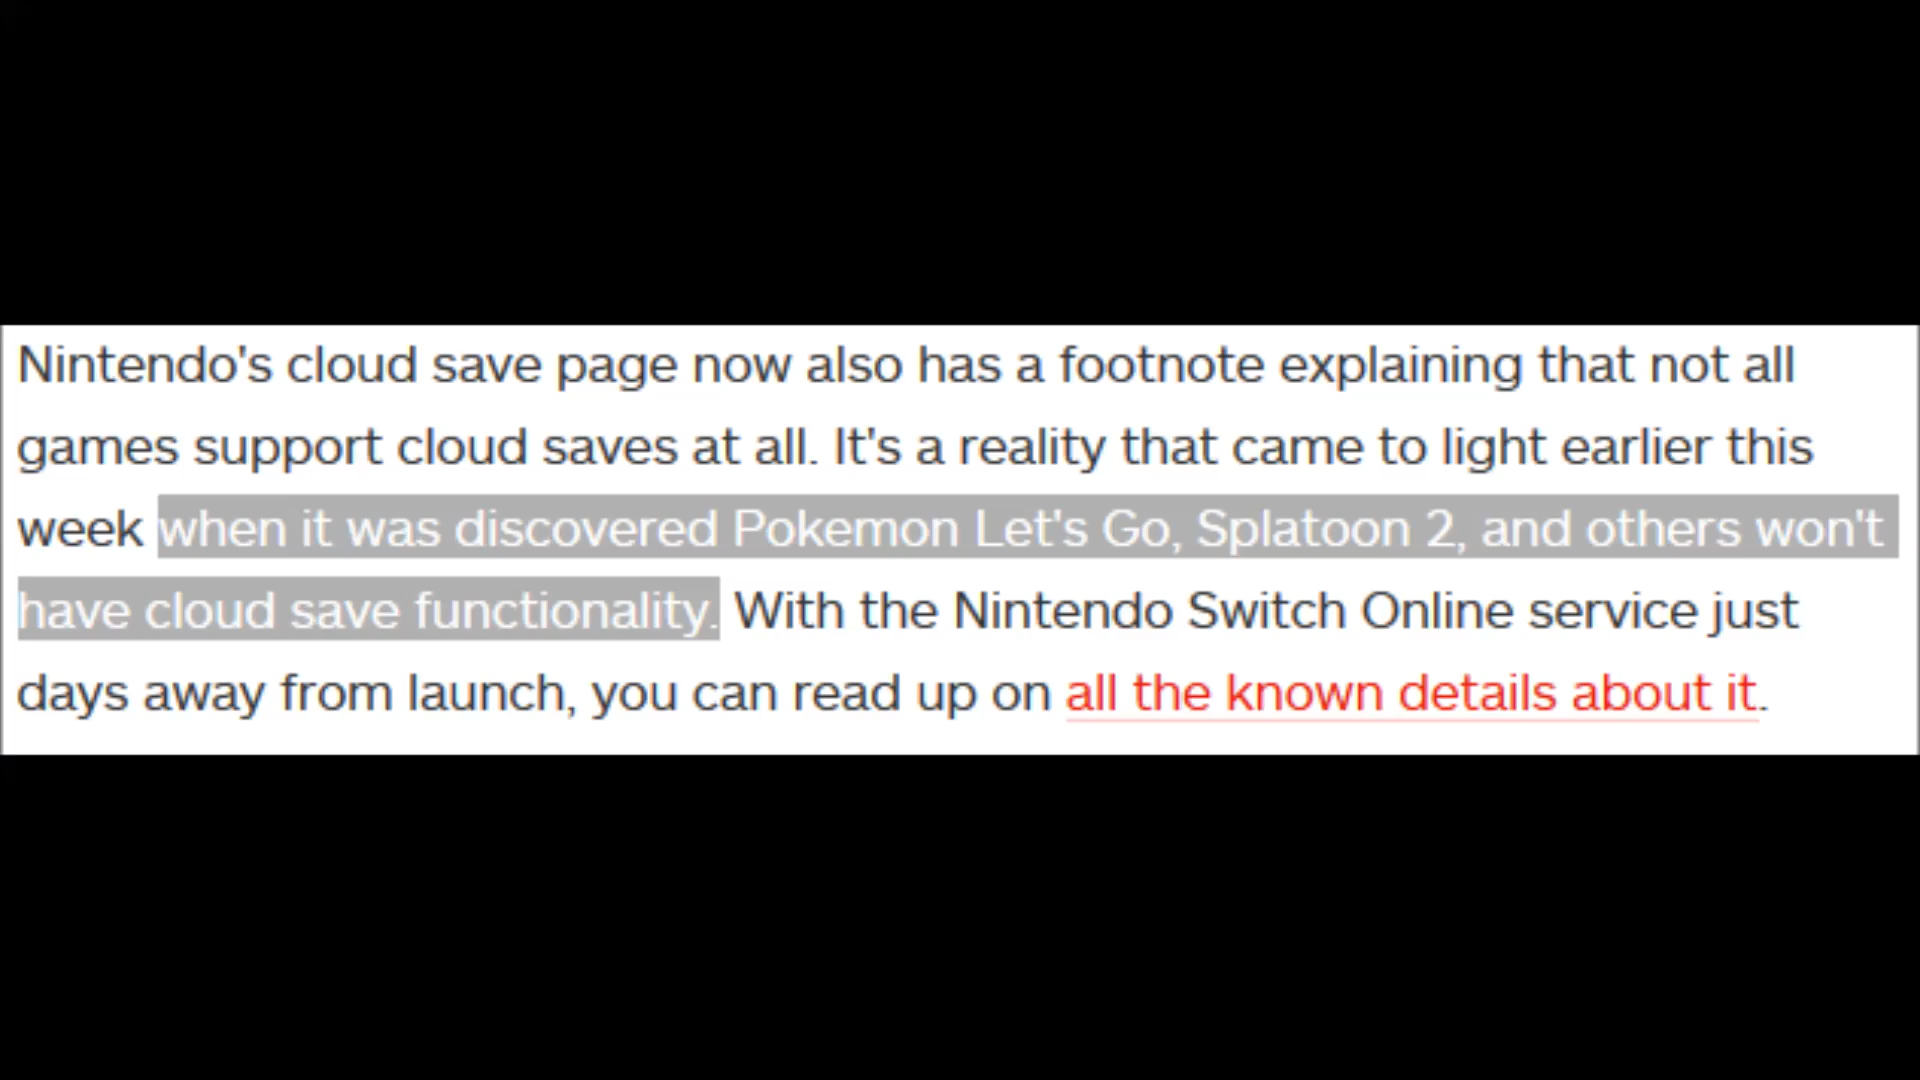 Nintendo's cloud save page now also has a footnote explaining that not all
games support cloud saves at all. It's a reality that came to light earlier this
week when it was discovered Pokemon Let's Go, Splatoon 2, and others won't
have cloud save functionality. With the Nintendo Switch Online service just
days away from launch, you can read up on all the known details about it.